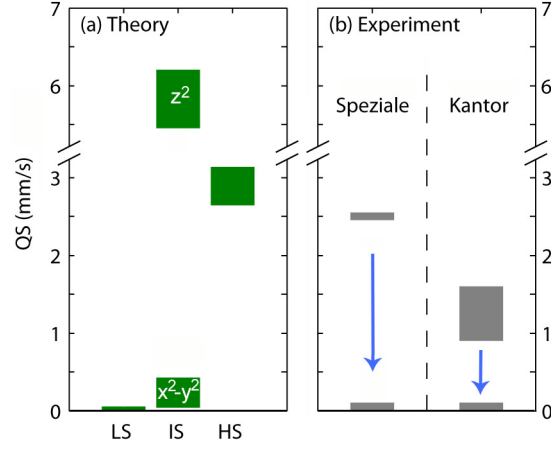 (a) Theory
(b) Experiment
7
6
z²
6
Speziale
Kantor
QS (mm/s)
3
3
2
2
1
1
x²-y²
0
0
LS
IS
HS